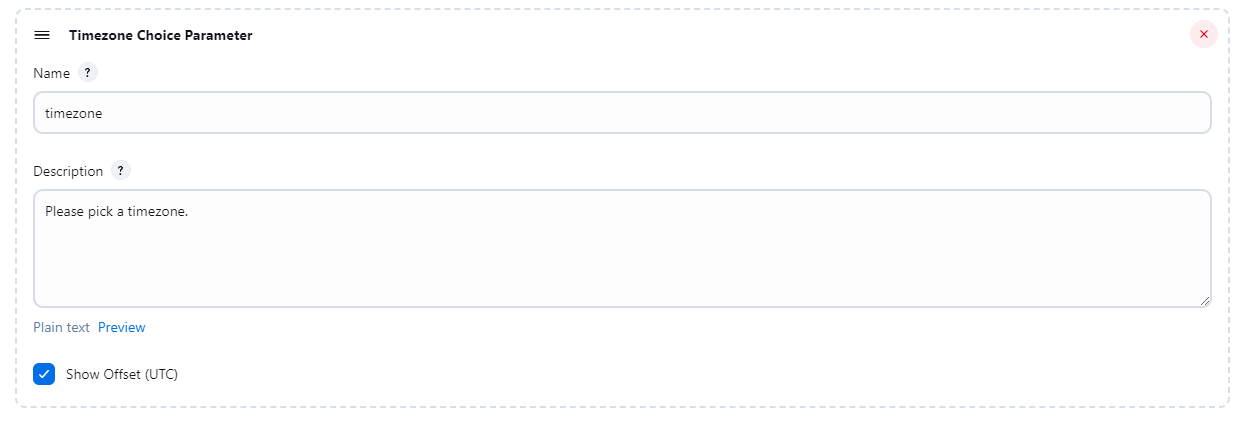 Timezone Choice Parameter
Name ?
timezone
Description ?
Please pick a timezone.
Plain text Preview
Show Offset (UTC)